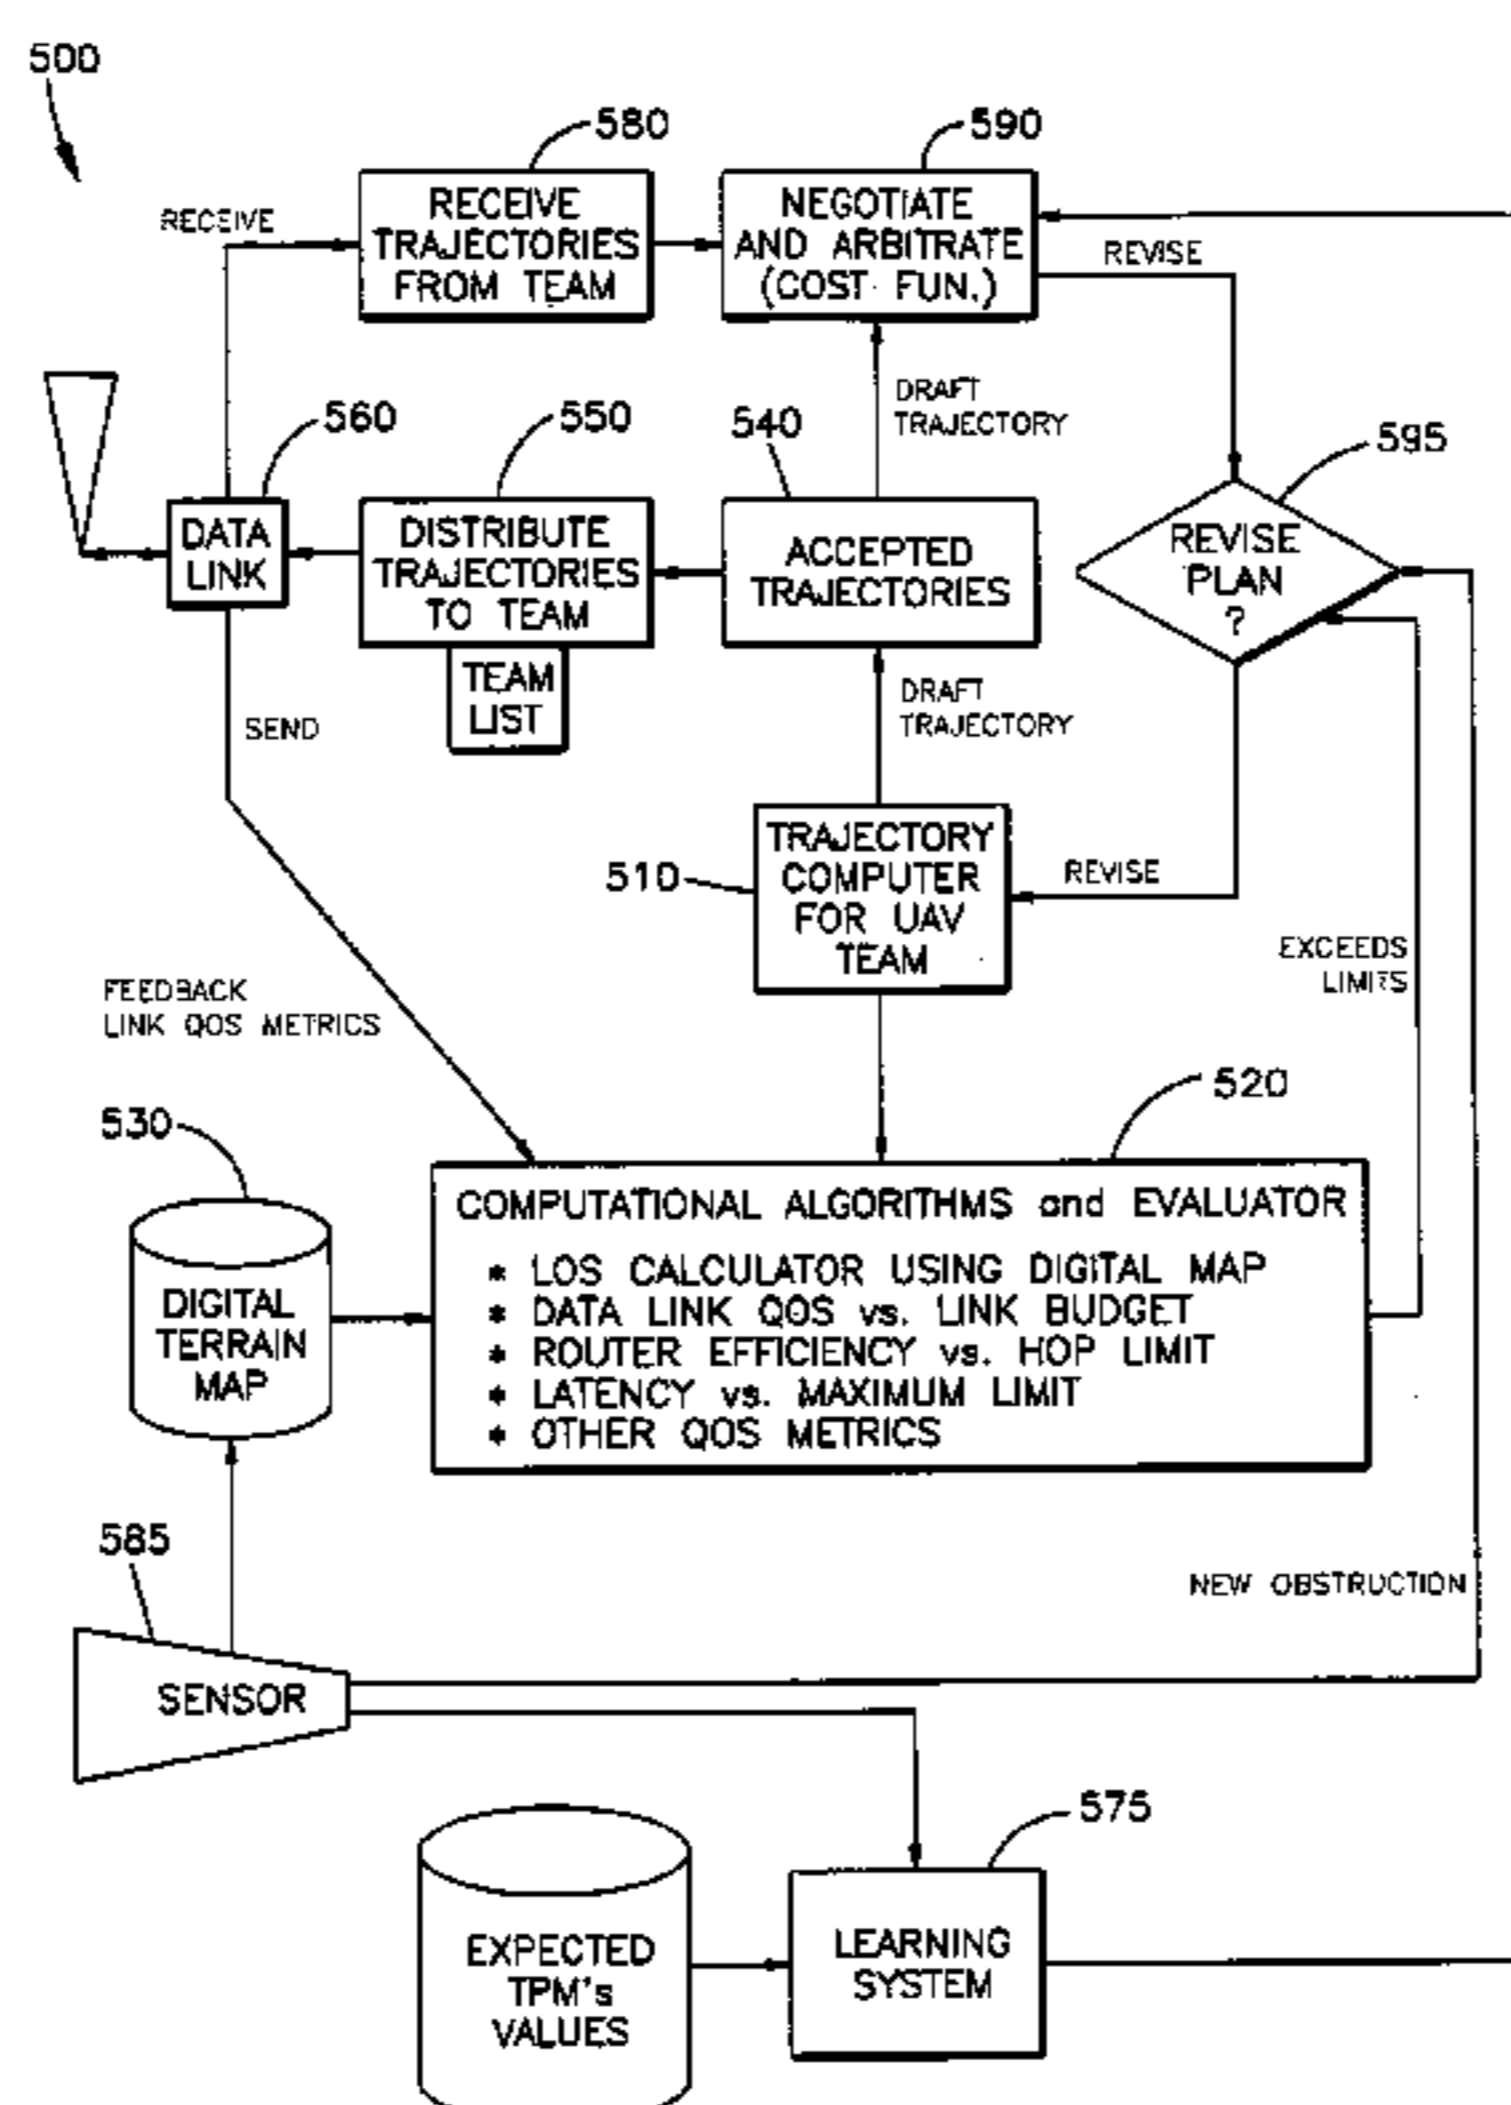 500
580
590
RECEIVE
RECEIVE
TRAJECTORIES
FROM TEAM
NEGOTIATE
AND ARBITRATE
(COST FUN.)
REVISE
DRAFT
TRAJECTORY
560
550
540
595
DATA
LINK
DISTRIBUTE
TRAJECTORIES
TO TEAM
ACCEPTED
TRAJECTORIES
REVISE
PLAN
?
TEAM
LIST
SEND
DRAFT
TRAJECTORY
510
TRAJECTORY
COMPUTER
FOR UAV
TEAM
REVISE
EXCEEDS
LIMITS
FEEDBACK
LINK QOS METRICS
520
530
COMPUTATIONAL ALGORITHMS and EVALUATOR
* LOS CALCULATOR USING DIGITAL MAP
* DATA LINK QOS vs. LINK BUDGET
* ROUTER EFFICIENCY vs. HOP LIMIT
* LATENCY vs. MAXIMUM LIMIT
* OTHER QOS METRICS
DIGITAL
TERRAIN
MAP
585
NEW OBSTRUCTION
SENSOR
575
EXPECTED
TPM's
VALUES
LEARNING
SYSTEM